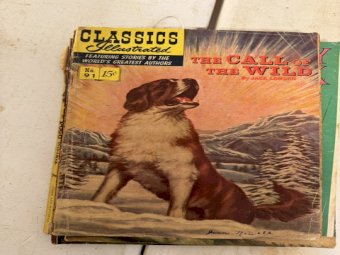 CLASSICS
Illustrated
FEATURING STORIES BY THE
WORLD'S GREATEST AUTHORS
No.
91
15¢
THE CALL OF
THE WILD
By JACK LONDON